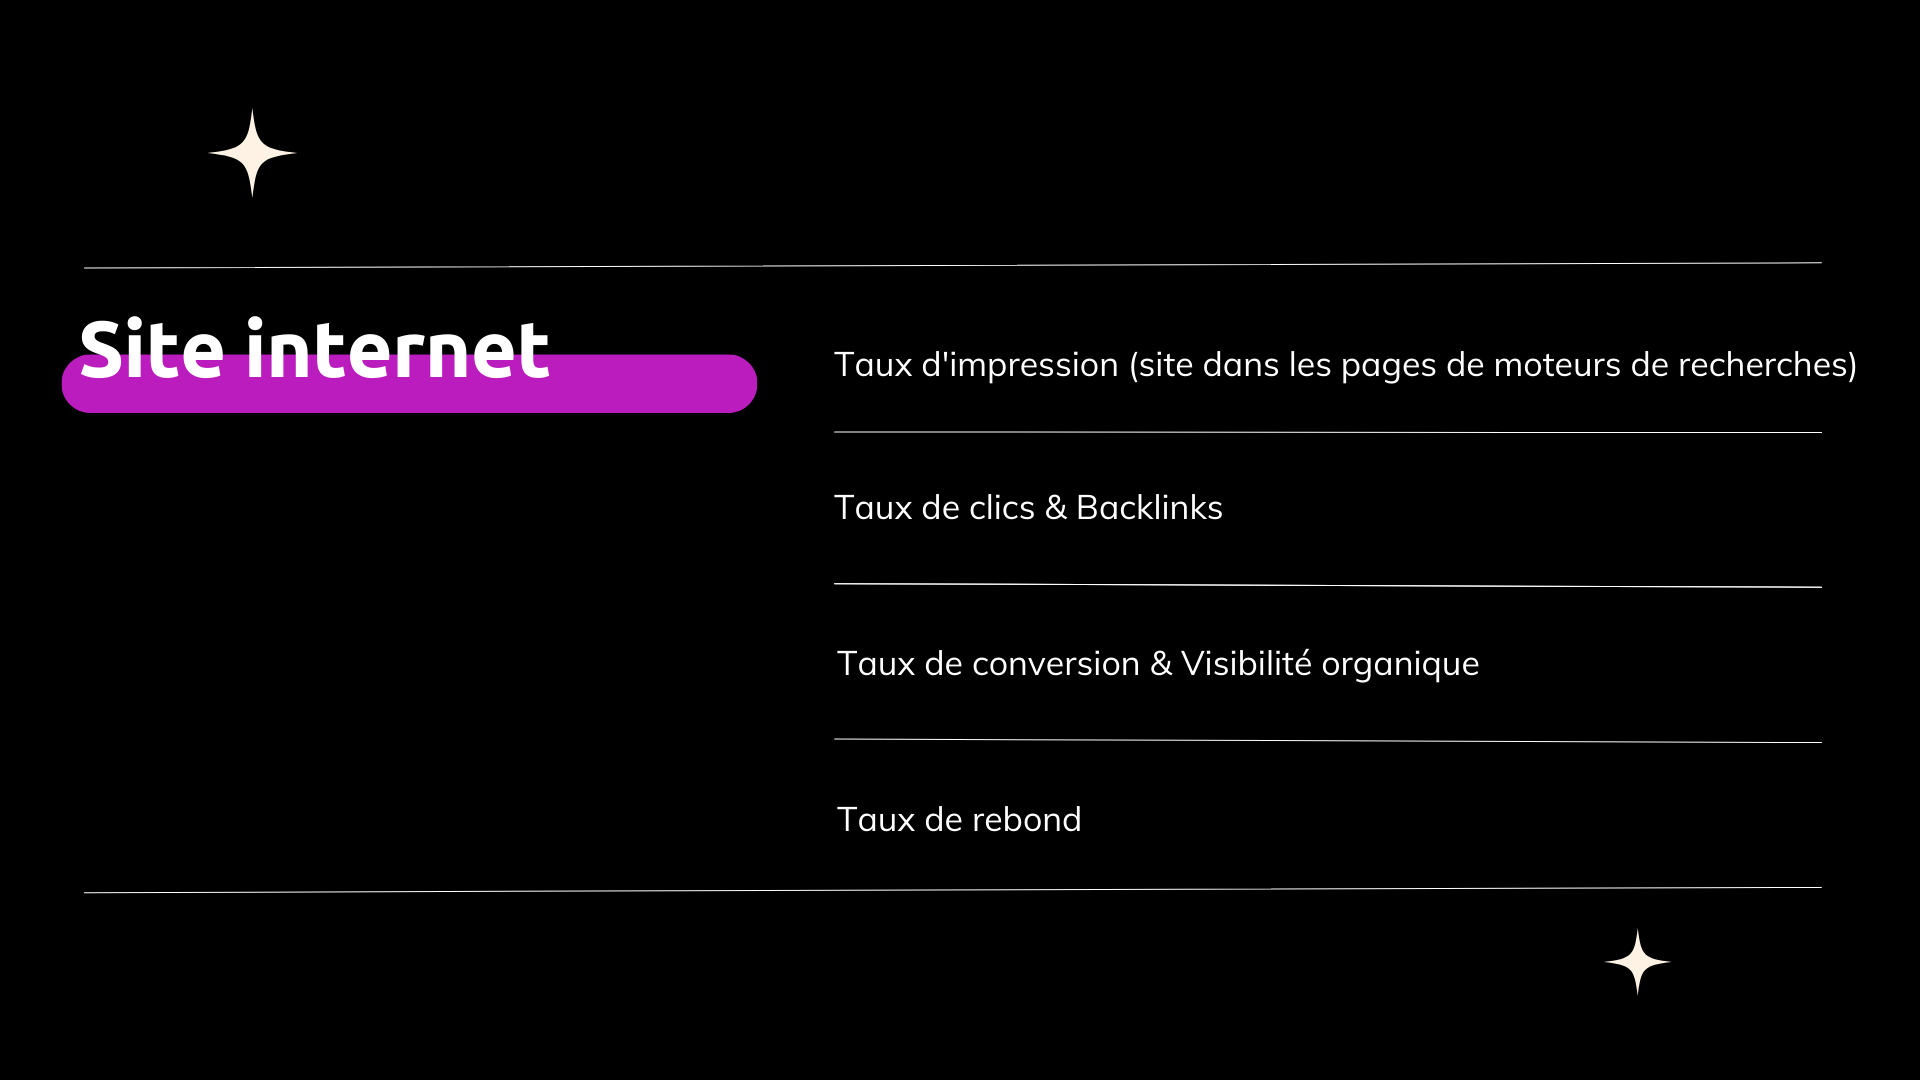 Site internet
Taux d'impression (site dans les pages de moteurs de recherches)
Taux de clics & Backlinks
Taux de conversion & Visibilité organique
Taux de rebond